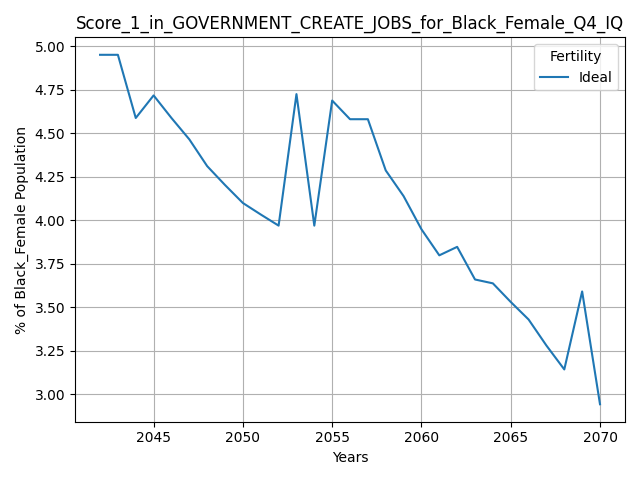 Score_1_in_GOVERNMENT_CREATE_JOBS_for_Black_Female_Q4_IQ
Fertility
Ideal
% of Black_Female Population
5.00
4.75
4.50
4.25
4.00
3.75
3.50
3.25
3.00
2045 2050 2055 2060 2065 2070
Years